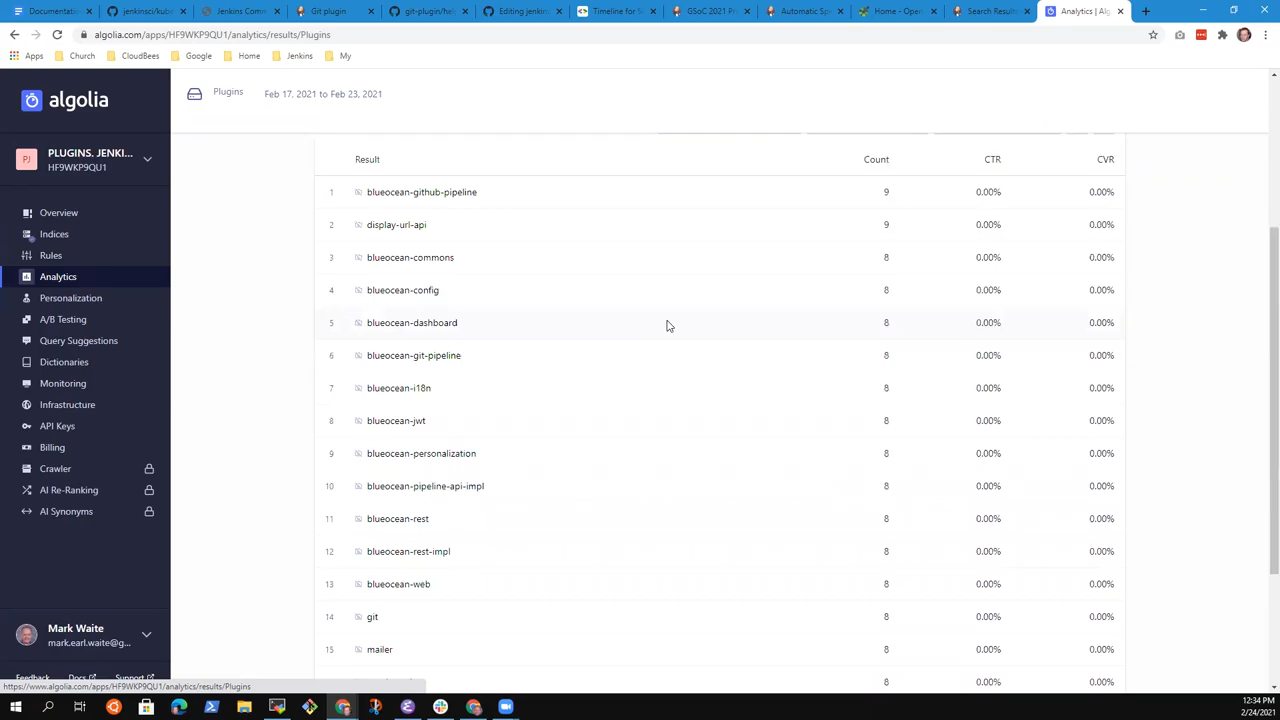 Documentati
jenkinsci/kube
Jenkins Comm
Git plugin
git-plugin/help
Editing jenkins
Timeline for S
GSoC 2021 Pr
Automatic Sp
Home - Open
Search Result
Analytics | Alg
algolia.com/apps/HF9WKP9QU1/analytics/results/Plugins
Apps
Church
CloudBees
Google
Home
Jenkins
My
algolia
Plugins
Feb 17, 2021 to Feb 23, 2021
PJ
PLUGINS. JENKI...
HF9WKP9QU1
Overview
Indices
Rules
Analytics
Personalization
A/B Testing
Query Suggestions
Dictionaries
Monitoring
Infrastructure
API Keys
Billing
Crawler
AI Re-Ranking
AI Synonyms
Mark Waite
mark.earl.waite@g...
Feedback Docs Support
Result Count CTR CVR
1 blueocean-github-pipeline 9 0.00% 0.00%
2 display-url-api 9 0.00% 0.00%
3 blueocean-commons 8 0.00% 0.00%
4 blueocean-config 8 0.00% 0.00%
5 blueocean-dashboard 8 0.00% 0.00%
6 blueocean-git-pipeline 8 0.00% 0.00%
7 blueocean-i18n 8 0.00% 0.00%
8 blueocean-jwt 8 0.00% 0.00%
9 blueocean-personalization 8 0.00% 0.00%
10 blueocean-pipeline-api-impl 8 0.00% 0.00%
11 blueocean-rest 8 0.00% 0.00%
12 blueocean-rest-impl 8 0.00% 0.00%
13 blueocean-web 8 0.00% 0.00%
14 git 8 0.00% 0.00%
15 mailer 8 0.00% 0.00%
8 0.00% 0.00%
https://www.algolia.com/apps/HF9WKP9QU1/analytics/results/Plugins
12:34 PM
2/24/2021